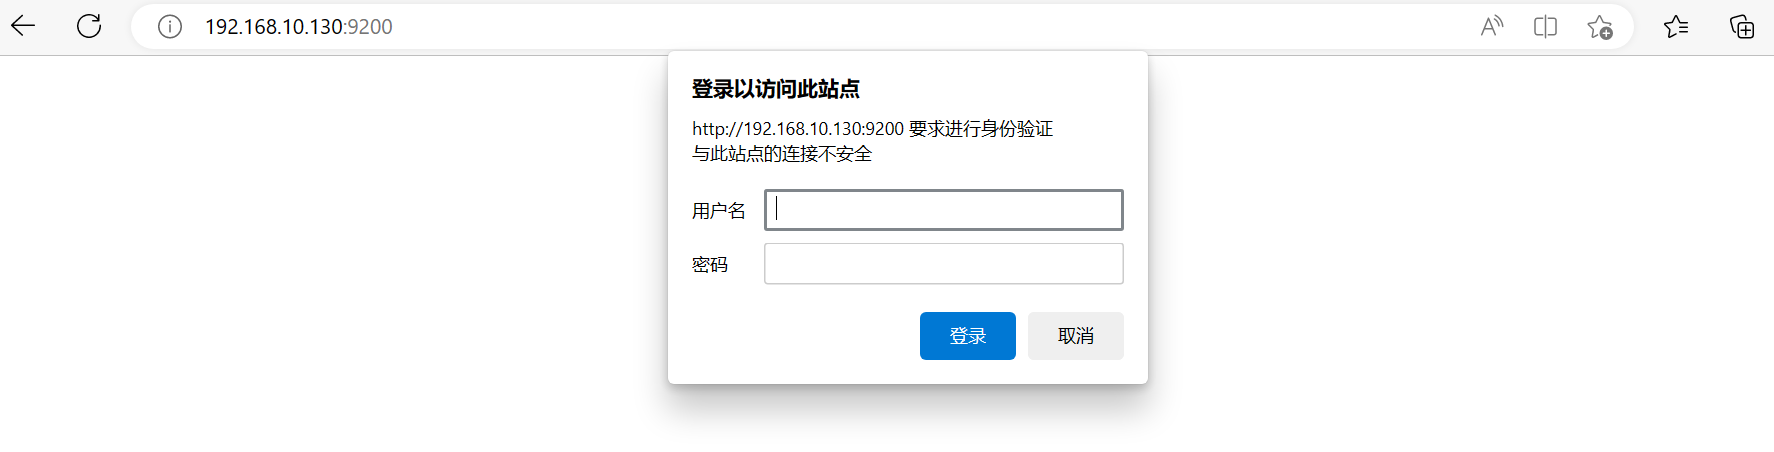 192.168.10.130:9200
登录以访问此站点
http://192.168.10.130:9200 要求进行身份验证
与此站点的连接不安全
用户名
密码
登录 取消